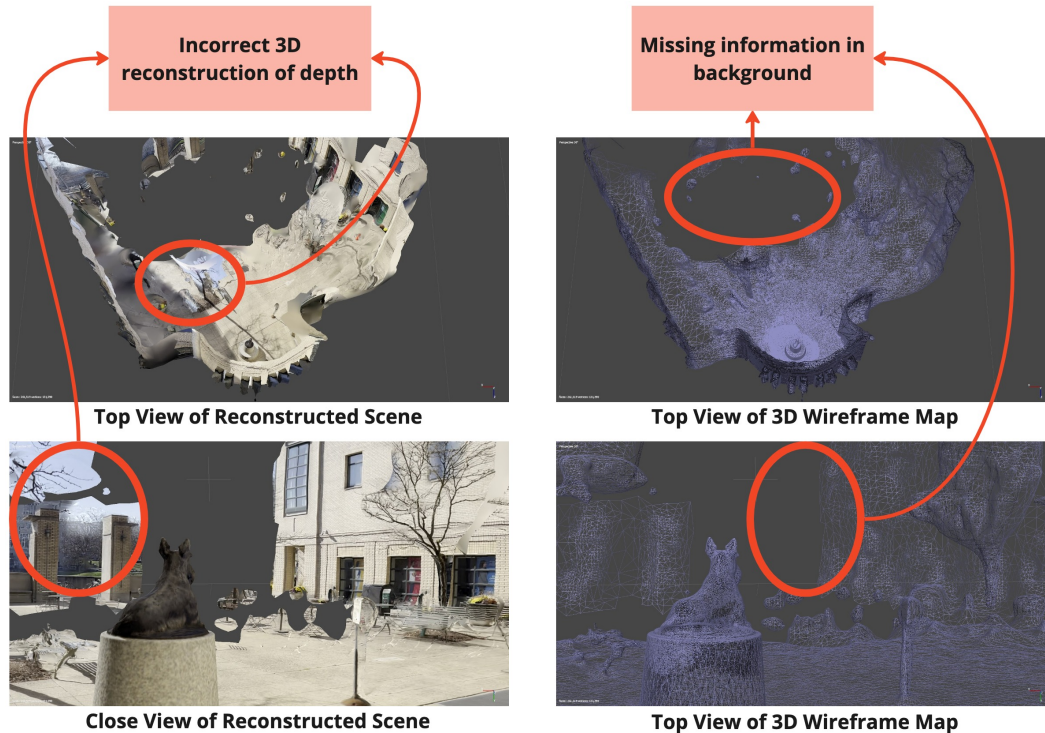 Incorrect 3D
reconstruction of depth
Missing information in
background
Top View of Reconstructed Scene
Top View of 3D Wireframe Map
Close View of Reconstructed Scene
Top View of 3D Wireframe Map